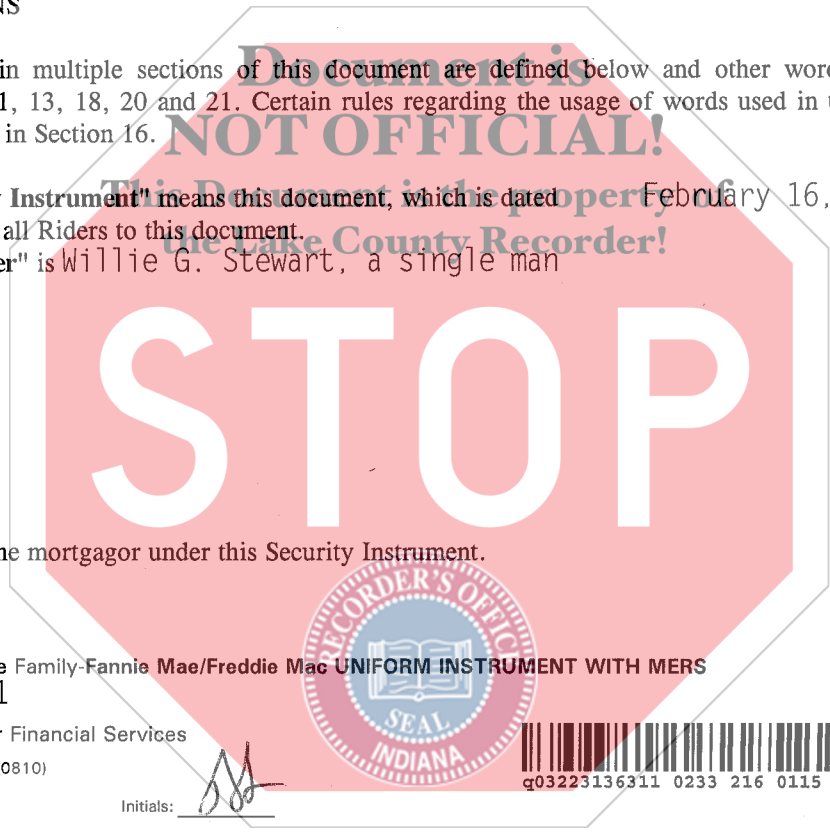 NS
Document is
in multiple sections of this document are defined below and other word
1, 13, 18, 20 and 21. Certain rules regarding the usage of words used in t
in Section 16.
NOT OFFICIAL!
Instrument" means this document, which is dated February 16,
This Document is the property of
all Riders to this document.
the Lake County Recorder!
er" is Willie G. Stewart, a single man
STOP
he mortgagor under this Security Instrument.
RECORDER'S OFFICE
SEAL
INDIANA
e Family-Fannie Mae/Freddie Mac UNIFORM INSTRUMENT WITH MERS
1
r Financial Services
0810)
Initials:
q03223136311 0233 216 0115